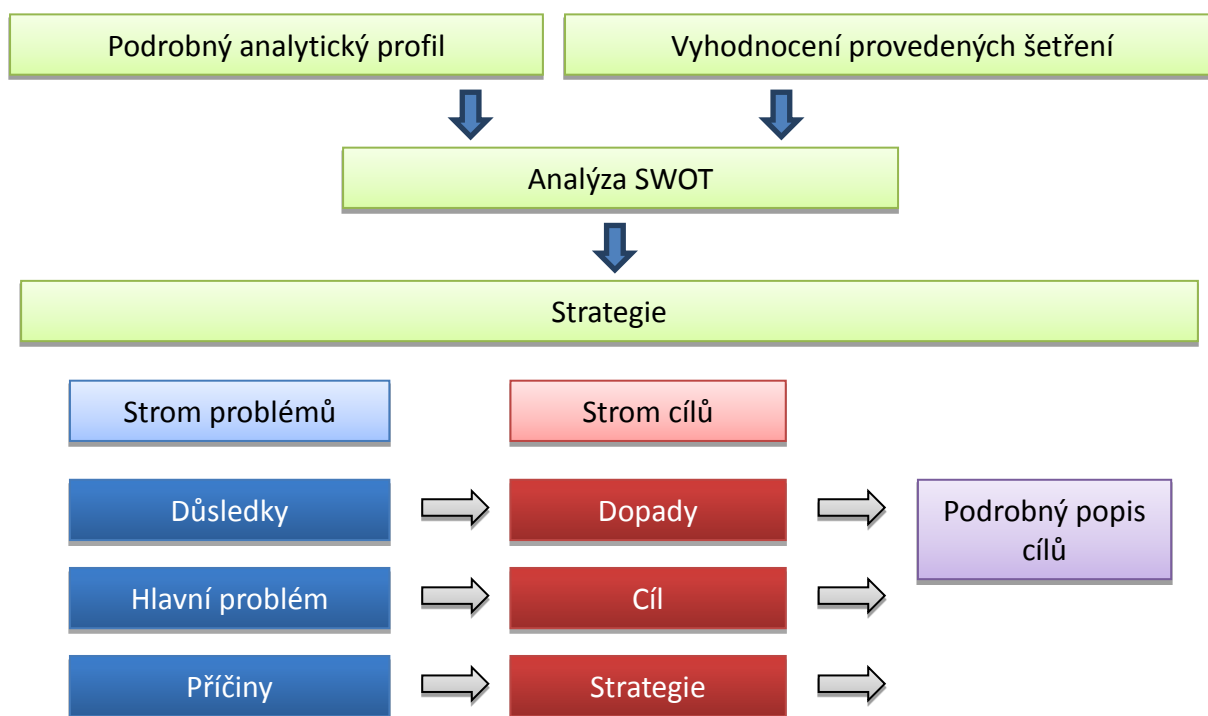 Podrobný analytický profil
Vyhodnocení provedených šetření
Analýza SWOT
Strategie
Strom problémů
Strom cílů
Důsledky
Dopady
Podrobný popis
cílů
Hlavní problém
Cíl
Příčiny
Strategie